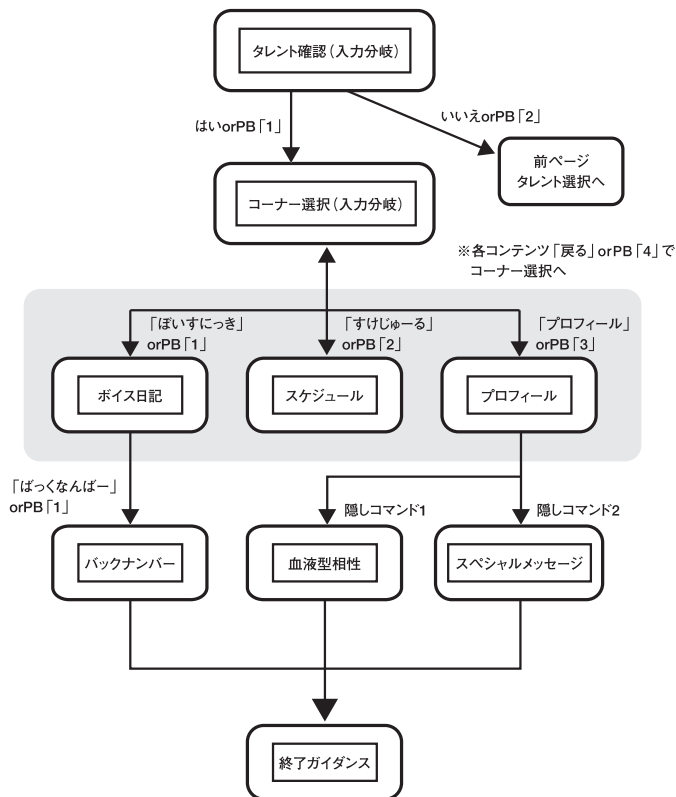 タレント確認（入力分岐）
はいorPB「1」
いいえorPB「2」
前ページ
タレント選択へ
コーナー選択（入力分岐）
※各コンテンツ「戻る」orPB「4」で
コーナー選択へ
「ぼいすにっき」
orPB「1」
「すけじゅーる」
orPB「2」
「プロフィール」
orPB「3」
ボイス日記
スケジュール
プロフィール
「ばっくなんばー」
orPB「1」
隠しコマンド1
隠しコマンド2
バックナンバー
血液型相性
スペシャルメッセージ
終了ガイダンス